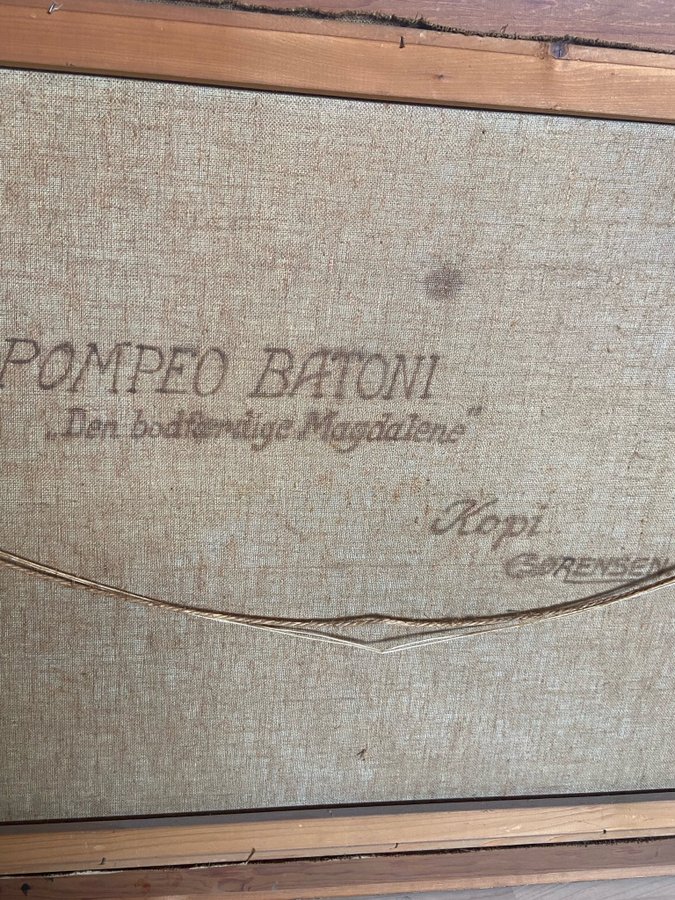 POMPEO BATONI
„Den bodfærdige Magdalene"
Kopi
SØRENSEN